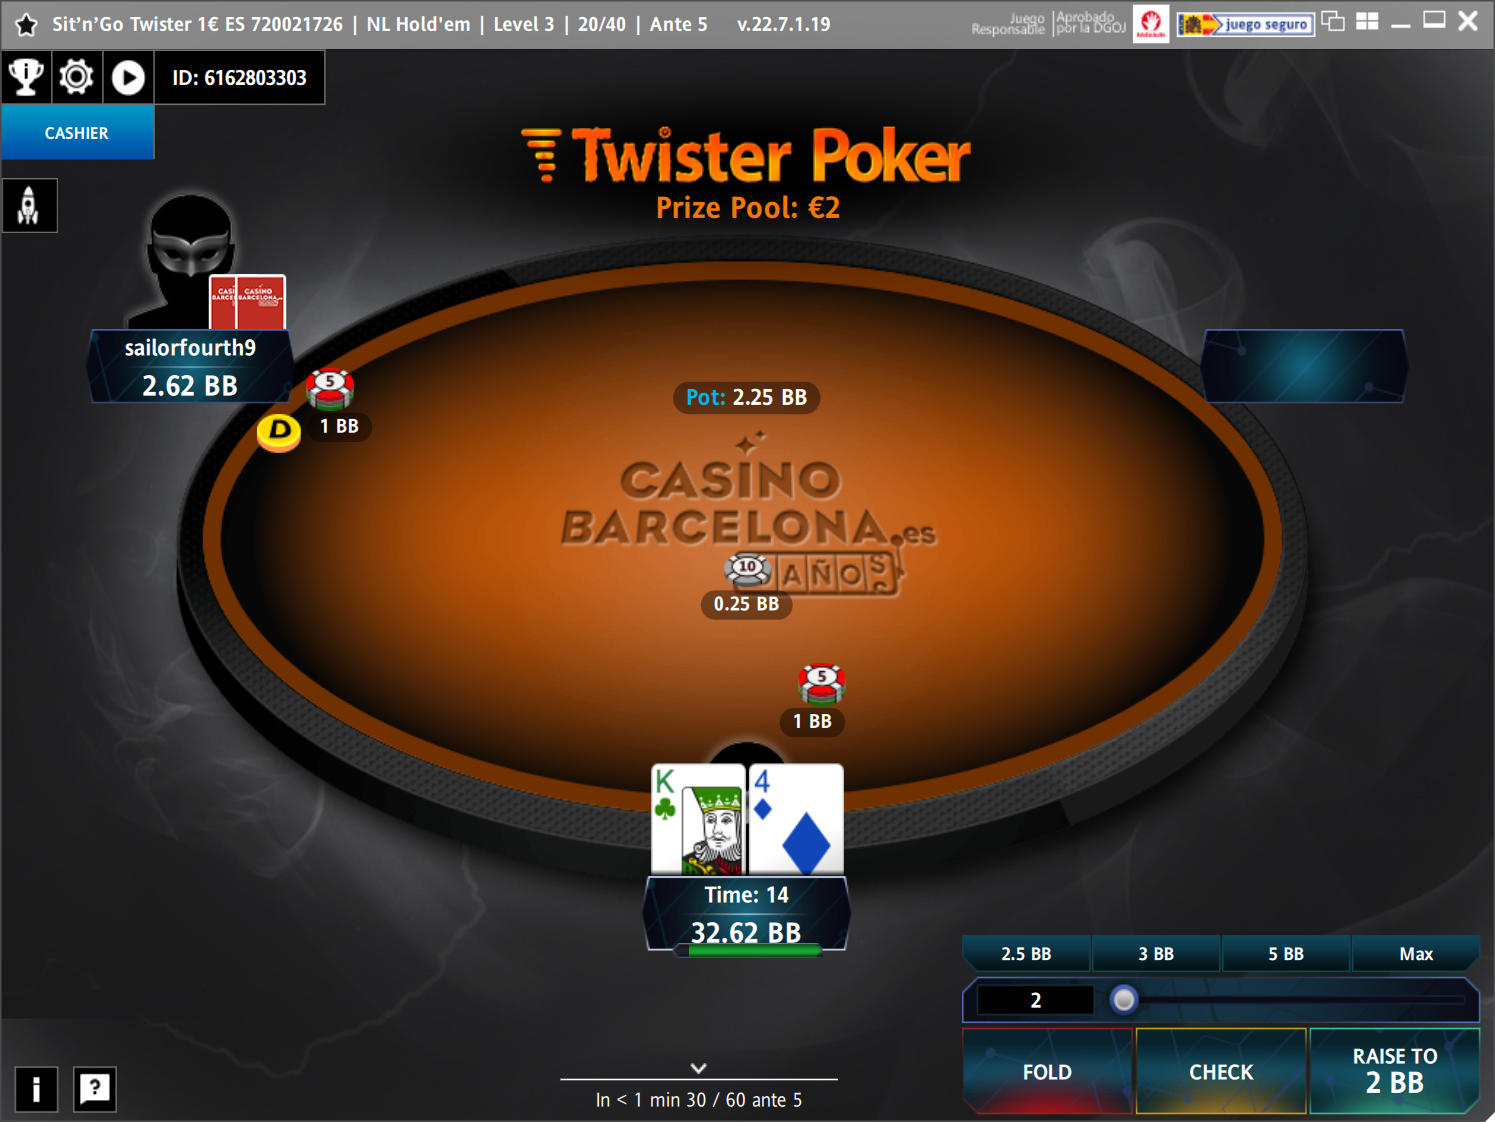 Sit'n'Go Twister 1€ ES 720021726 | NL Hold'em | Level 3 | 20/40 | Ante 5 v.22.7.1.19
Juego Responsable
Aprobado por la DGOJ
juego seguro
ID: 6162803303
CASHIER
Twister Poker
Prize Pool: €2
CASINO BARCELONA.es
sailorfourth9
2.62 BB
5
1 BB
D
Pot: 2.25 BB
CASINO
BARCELONA.es
AÑOS
10
0.25 BB
5
1 BB
K
4
Time: 14
32.62 BB
2.5 BB
3 BB
5 BB
Max
2
FOLD
CHECK
RAISE TO
2 BB
In < 1 min 30 / 60 ante 5